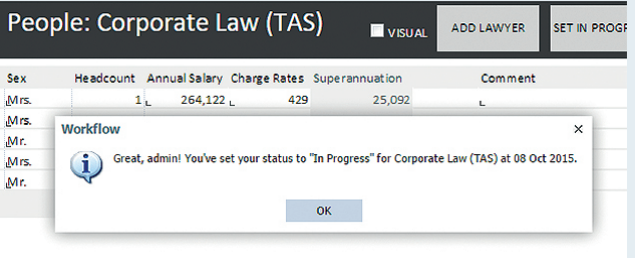 People: Corporate Law (TAS)
VISUAL
ADD LAWYER
SET IN PROGR
Sex Headcount Annual Salary Charge Rates Superannuation Comment
Mrs. 1 264,122 429 25,092
Mrs.
Mr.
Mrs.
Mr.
Workflow
Great, admin! You've set your status to "In Progress" for Corporate Law (TAS) at 08 Oct 2015.
OK